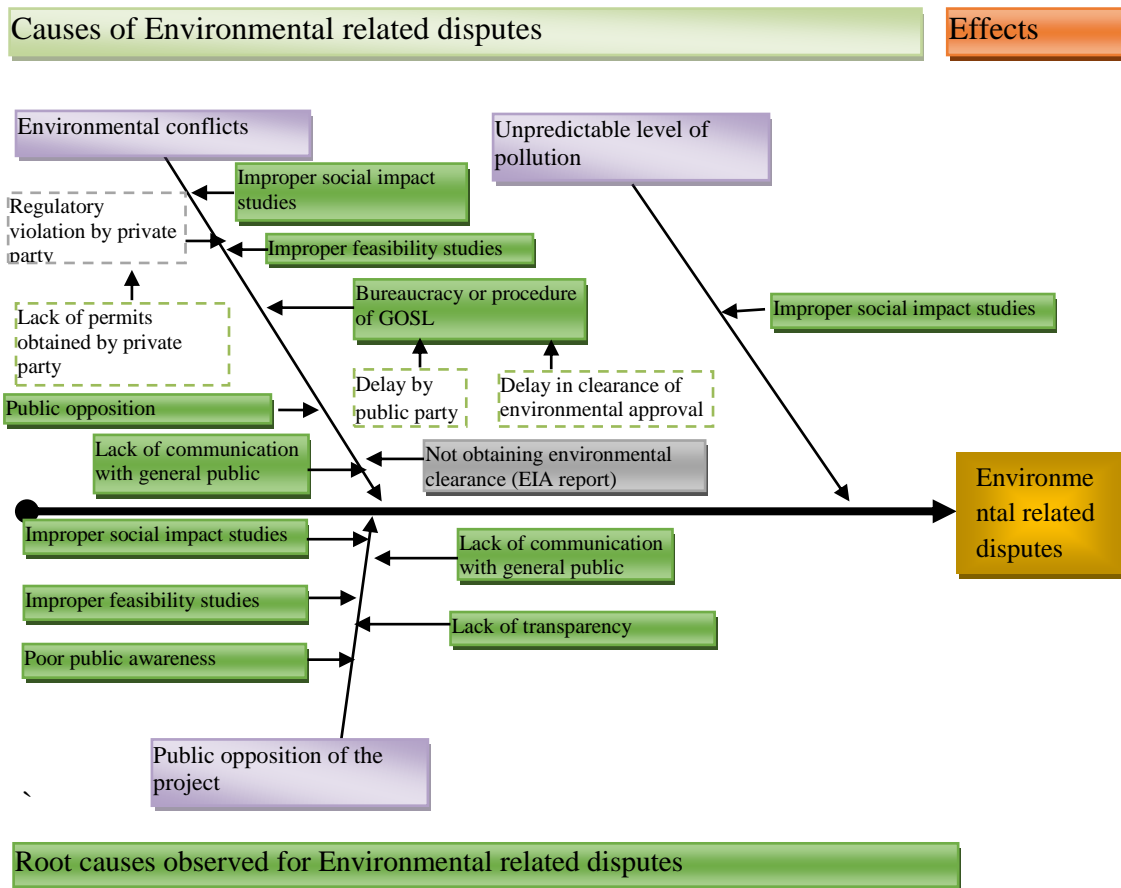 Causes of Environmental related disputes
Effects
Environmental conflicts
Unpredictable level of
pollution
Improper social impact
studies
Regulatory
violation by private
party
Improper feasibility studies
Bureaucracy or procedure
of GOSL
Improper social impact studies
Lack of permits
obtained by private
party
Delay by
public party
Delay in clearance of
environmental approval
Public opposition
Lack of communication
with general public
Not obtaining environmental
clearance (EIA report)
Environme
ntal related
disputes
Improper social impact studies
Lack of communication
with general public
Improper feasibility studies
Lack of transparency
Poor public awareness
Public opposition of the
project
`
Root causes observed for Environmental related disputes